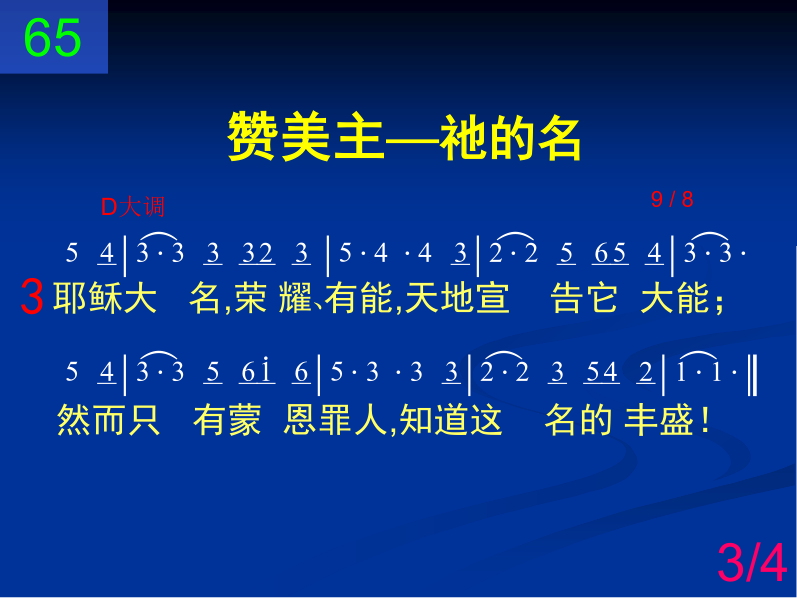 65
赞美主—祂的名
D大调 9 / 8
5 4|3·3 3 32 3|5·4 ·4 3|2·2 5 65 4|3·3·
3 耶稣大 名,荣 耀、有能,天地宣 告它 大能；
5 4|3·3 5 6i 6|5·3 ·3 3|2·2 3 54 2|1·1·‖
然而只 有蒙 恩罪人,知道这 名的 丰盛！
3/4